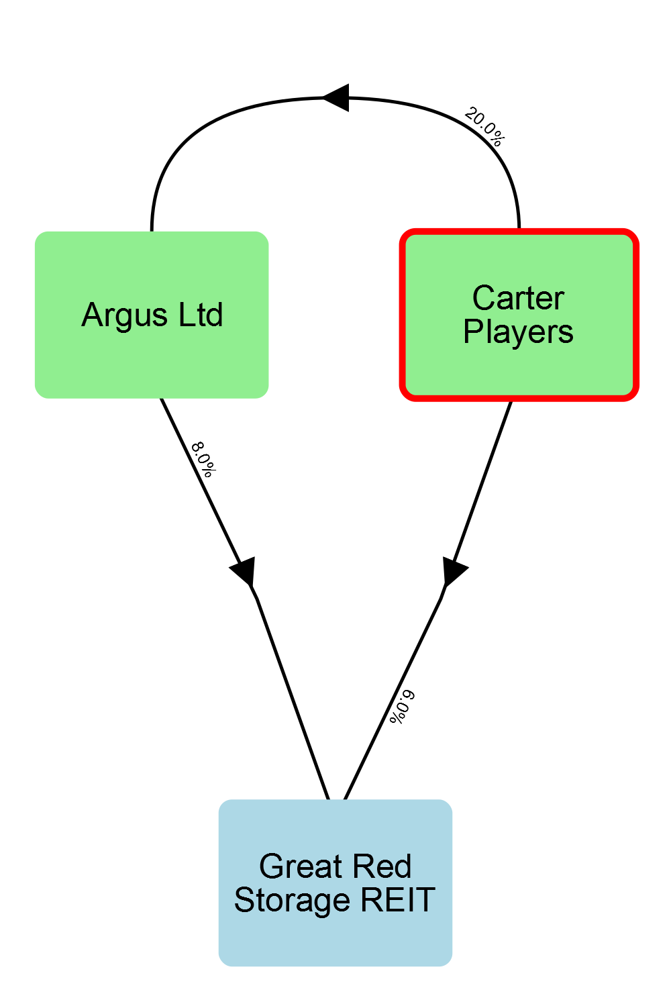 20.0%
Argus Ltd
Carter
Players
8.0%
6.0%
Great Red
Storage REIT